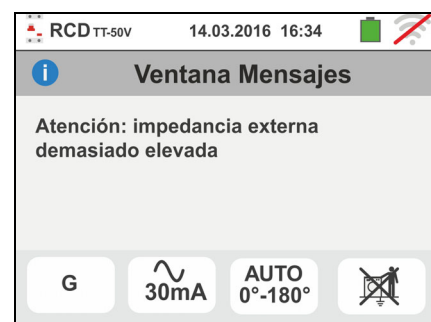 RCD TT-50V 14.03.2016 16:34
i Ventana Mensajes
Atención: impedancia externa
demasiado elevada
G 30mA AUTO
0°-180°